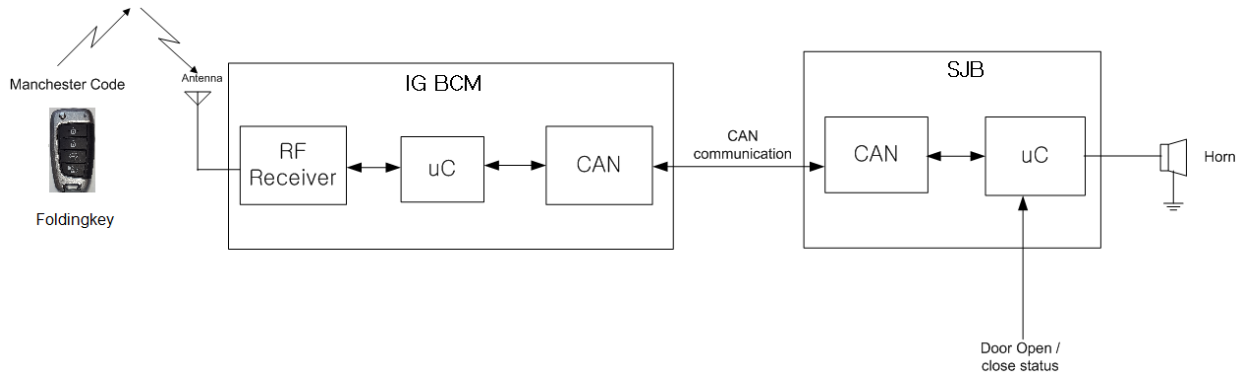 Manchester Code
Foldingkey
Antenna
IG BCM
RF
Receiver
uC
CAN
CAN
communication
SJB
CAN
uC
Horn
Door Open /
close status